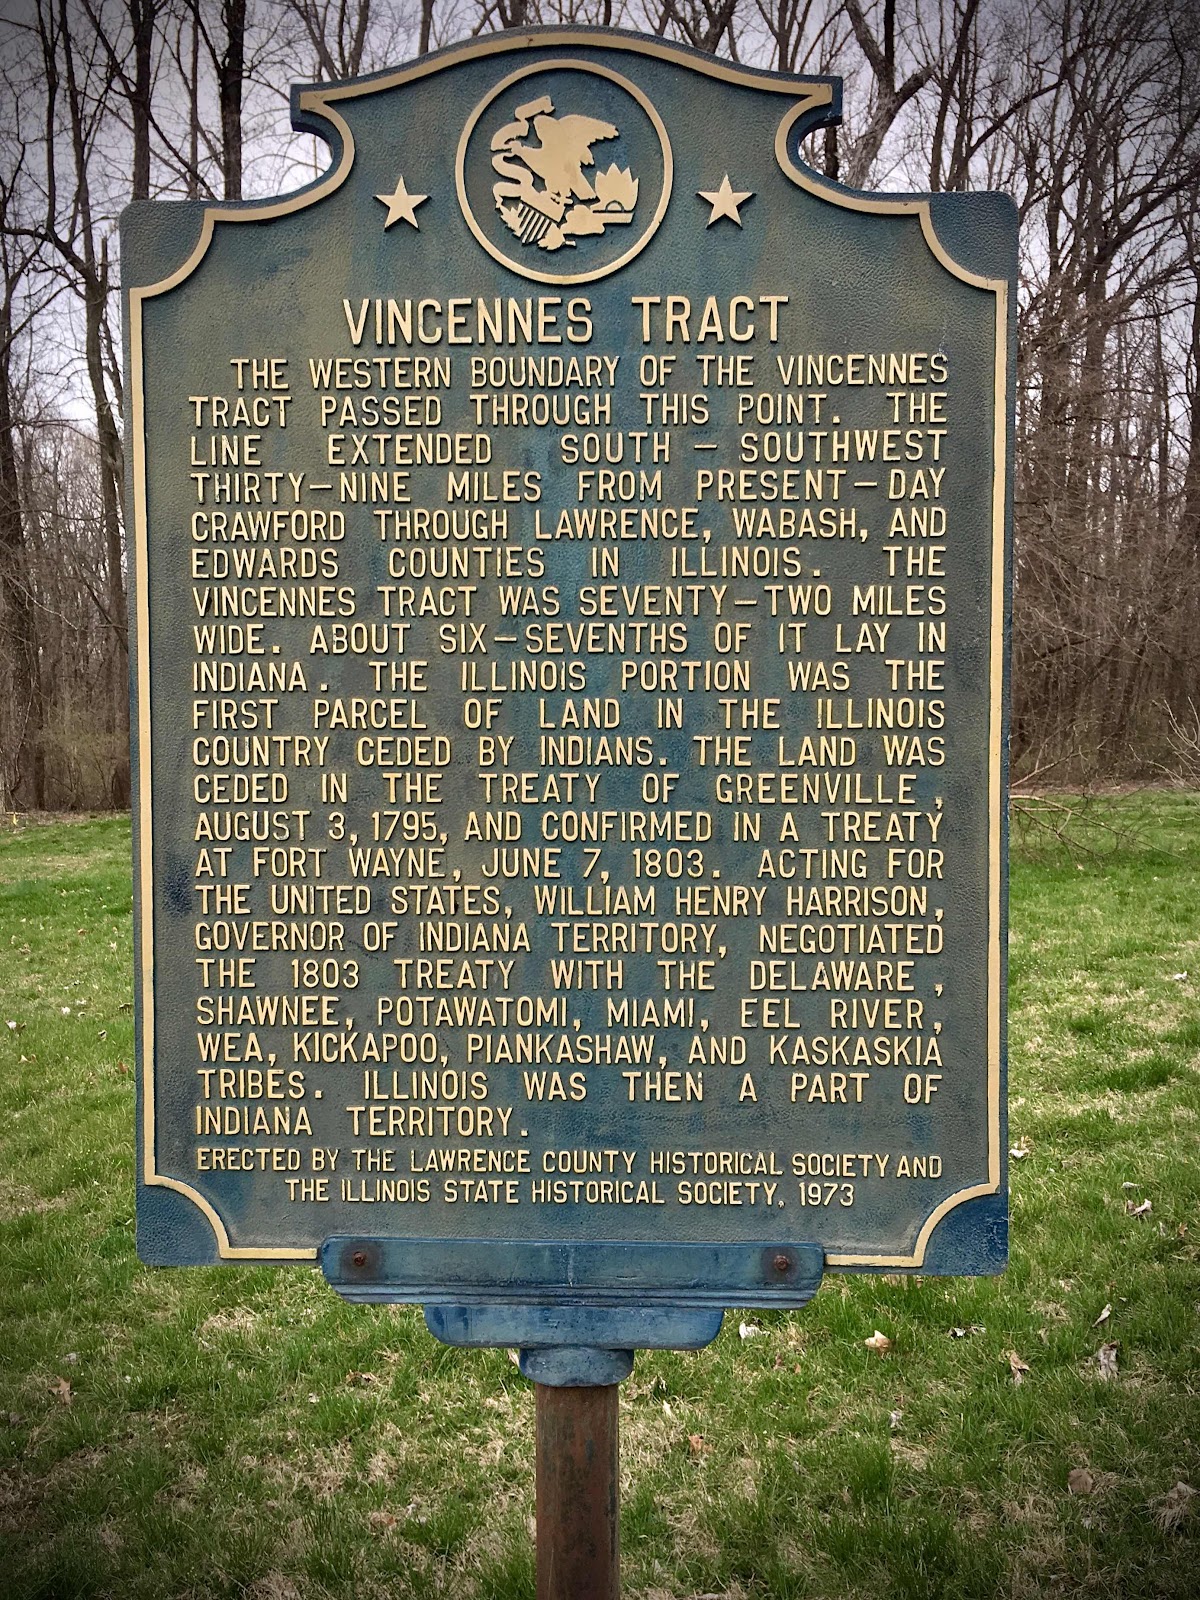 VINCENNES TRACT
THE WESTERN BOUNDARY OF THE VINCENNES
TRACT PASSED THROUGH THIS POINT. THE
LINE EXTENDED SOUTH – SOUTHWEST
THIRTY–NINE MILES FROM PRESENT–DAY
CRAWFORD THROUGH LAWRENCE, WABASH, AND
EDWARDS COUNTIES IN ILLINOIS. THE
VINCENNES TRACT WAS SEVENTY–TWO MILES
WIDE. ABOUT SIX–SEVENTHS OF IT LAY IN
INDIANA. THE ILLINOIS PORTION WAS THE
FIRST PARCEL OF LAND IN THE ILLINOIS
COUNTRY CEDED BY INDIANS. THE LAND WAS
CEDED IN THE TREATY OF GREENVILLE,
AUGUST 3, 1795, AND CONFIRMED IN A TREATY
AT FORT WAYNE, JUNE 7, 1803. ACTING FOR
THE UNITED STATES, WILLIAM HENRY HARRISON,
GOVERNOR OF INDIANA TERRITORY, NEGOTIATED
THE 1803 TREATY WITH THE DELAWARE,
SHAWNEE, POTAWATOMI, MIAMI, EEL RIVER,
WEA, KICKAPOO, PIANKASHAW, AND KASKASKIA
TRIBES. ILLINOIS WAS THEN A PART OF
INDIANA TERRITORY.
ERECTED BY THE LAWRENCE COUNTY HISTORICAL SOCIETY AND
THE ILLINOIS STATE HISTORICAL SOCIETY, 1973